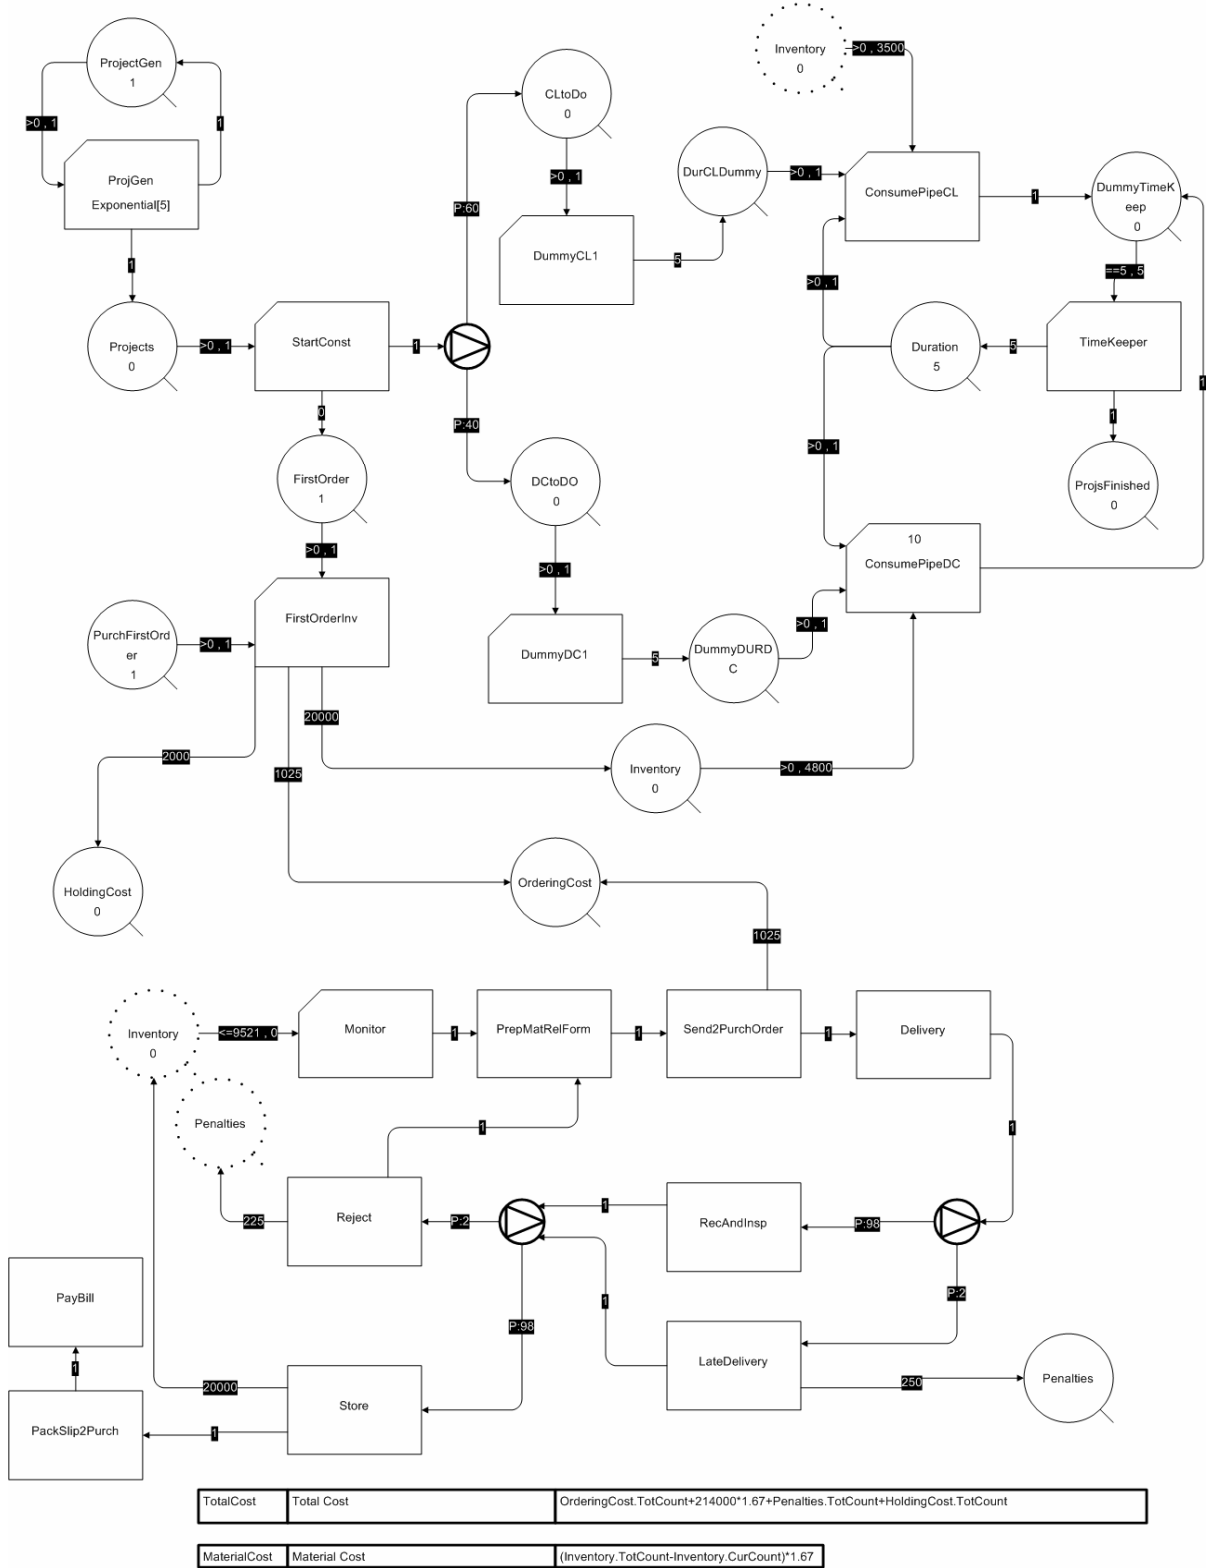 ProjectGen
1
>0 , 1
1
ProjGen
Exponential[5]
1
Projects
0
>0 , 1
StartConst
1
0
P:60
P:40
CLtoDo
0
>0 , 1
DummyCL1
5
DurCLDummy
>0 , 1
Inventory
0
>0 , 3500
ConsumePipeCL
1
DummyTimeK
eep
0
==5 , 5
TimeKeeper
5
Duration
5
>0 , 1
>0 , 1
1
1
ProjsFinished
0
FirstOrder
1
>0 , 1
DCtoDO
0
>0 , 1
10
ConsumePipeDC
PurchFirstOrd
er
1
>0 , 1
FirstOrderInv
DummyDC1
5
DummyDURD
C
>0 , 1
20000
2000
1025
Inventory
0
>0 , 4800
HoldingCost
0
OrderingCost
1025
Inventory
0
<=9521 , 0
Monitor
1
PrepMatRelForm
1
Send2PurchOrder
1
Delivery
Penalties
1
1
225
Reject
P:2
1
RecAndInsp
P:98
PayBill
P:2
1
P:98
1
LateDelivery
250
Penalties
20000
Store
PackSlip2Purch
1
TotalCost
Total Cost
OrderingCost.TotCount+214000*1.67+Penalties.TotCount+HoldingCost.TotCount
MaterialCost
Material Cost
(Inventory.TotCount-Inventory.CurCount)*1.67